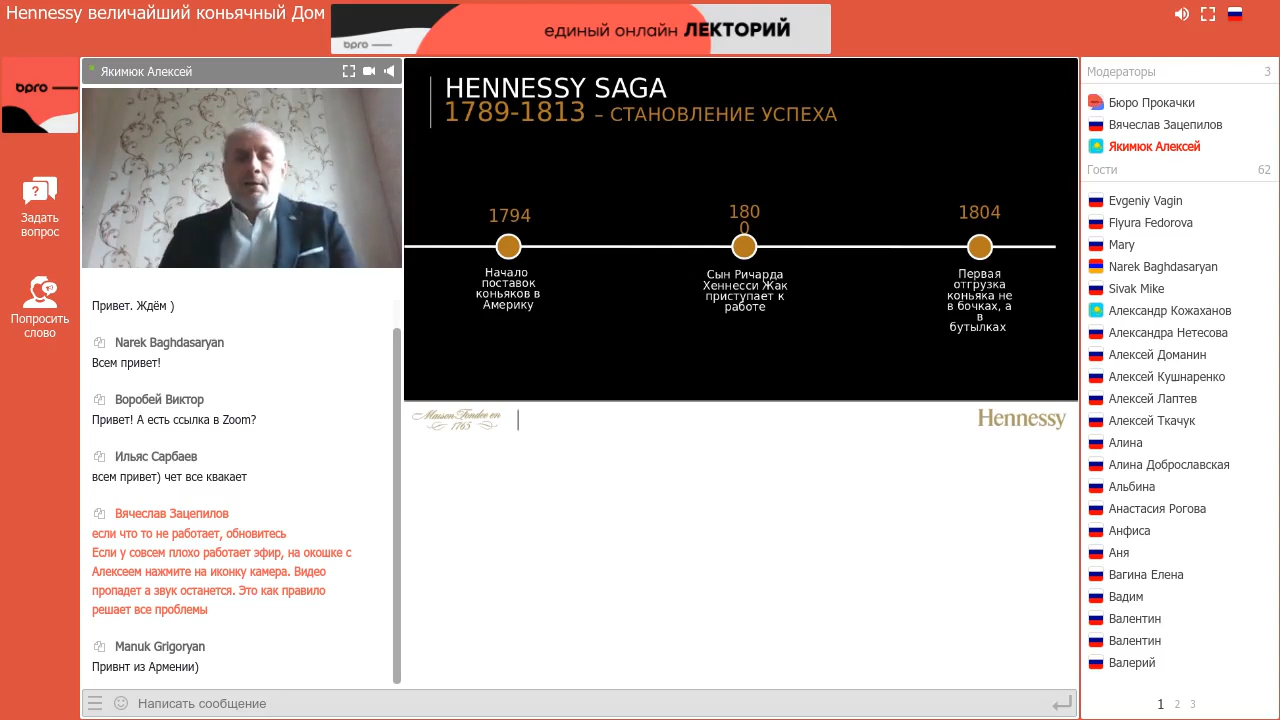 Hennessy величайший коньячный Дом
bpro
единый онлайн ЛЕКТОРИЙ
bpro
Задать
вопрос
Попросить
слово
Якимюк Алексей
Привет. Ждём )
Narek Baghdasaryan
Всем привет!
Воробей Виктор
Привет! А есть ссылка в Zoom?
Ильяс Сарбаев
всем привет) чет все квакает
Вячеслав Зацепилов
если что то не работает, обновитесь
Если у совсем плохо работает эфир, на окошке с
Алексеем нажмите на иконку камера. Видео
пропадет а звук останется. Это как правило
решает все проблемы
Manuk Grigoryan
Привнт из Армении)
Написать сообщение
HENNESSY SAGA
1789-1813 – СТАНОВЛЕНИЕ УСПЕХА
1794
Начало
поставок
коньяков в
Америку
180
0
Сын Ричарда
Хеннесси Жак
приступает к
работе
1804
Первая
отгрузка
коньяка не
в бочках, а
в
бутылках
Maison Fondée en
1765
Hennessy
Модераторы 3
Бюро Прокачки
Вячеслав Зацепилов
Якимюк Алексей
Гости 62
Evgeniy Vagin
Flyura Fedorova
Mary
Narek Baghdasaryan
Sivak Mike
Александр Кожаханов
Александра Нетесова
Алексей Доманин
Алексей Кушнаренко
Алексей Лаптев
Алексей Ткачук
Алина
Алина Доброславская
Альбина
Анастасия Рогова
Анфиса
Аня
Вагина Елена
Вадим
Валентин
Валентин
Валерий
1 2 3